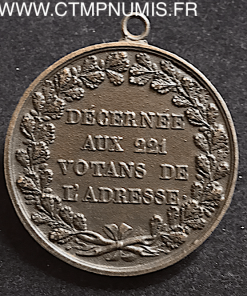 WWW.CTMPNUMIS.FR
DÉCERNÉE
AUX 221
VOTANS DE
L'ADRESSE